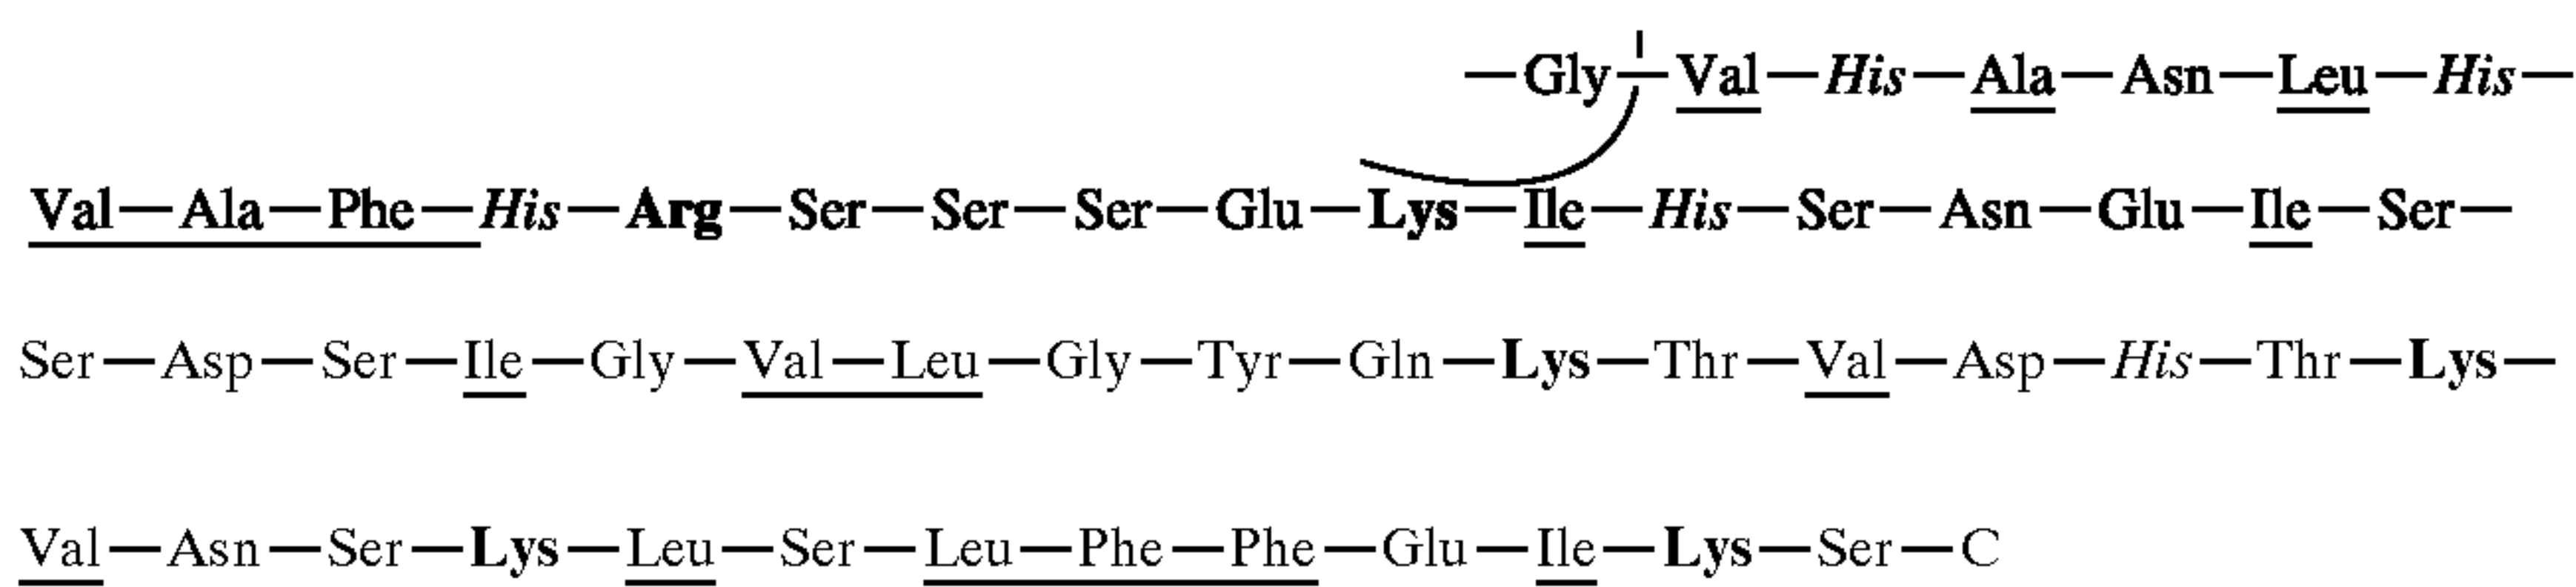 —Gly—Val—His—Ala—Asn—Leu—His—
Val—Ala—Phe—His—Arg—Ser—Ser—Ser—Glu—Lys—Ile—His—Ser—Asn—Glu—Ile—Ser—
Ser—Asp—Ser—Ile—Gly—Val—Leu—Gly—Tyr—Gln—Lys—Thr—Val—Asp—His—Thr—Lys—
Val—Asn—Ser—Lys—Leu—Ser—Leu—Phe—Phe—Glu—Ile—Lys—Ser—C